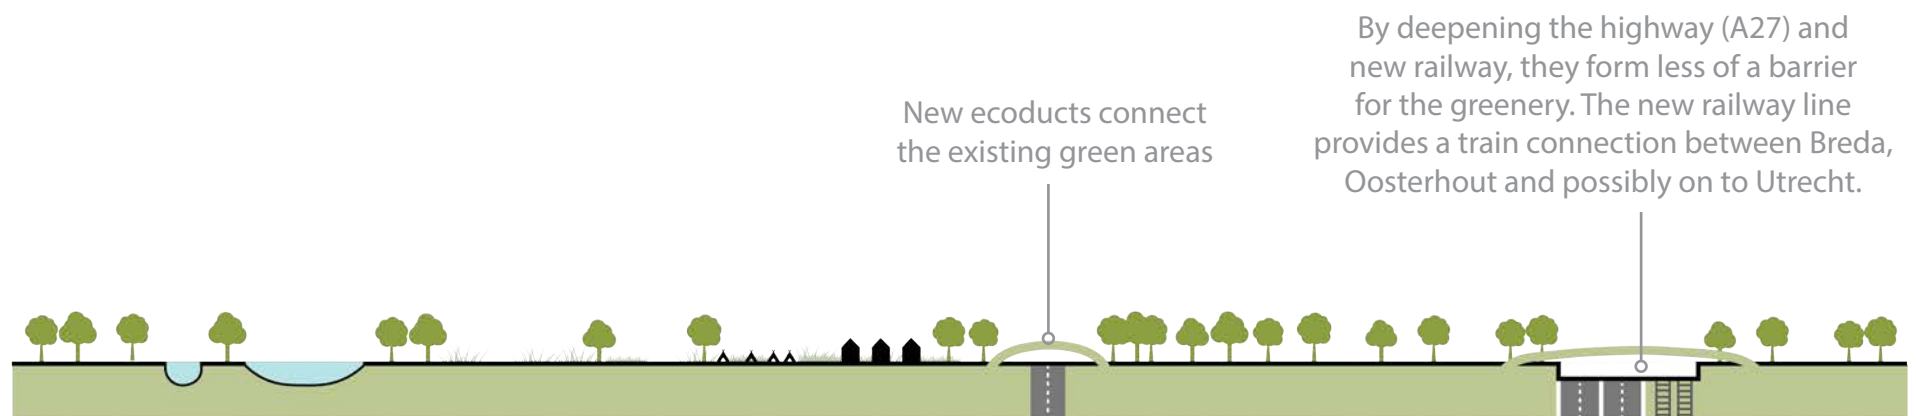 New ecoducts connect
the existing green areas
By deepening the highway (A27) and
new railway, they form less of a barrier
for the greenery. The new railway line
provides a train connection between Breda,
Oosterhout and possibly on to Utrecht.